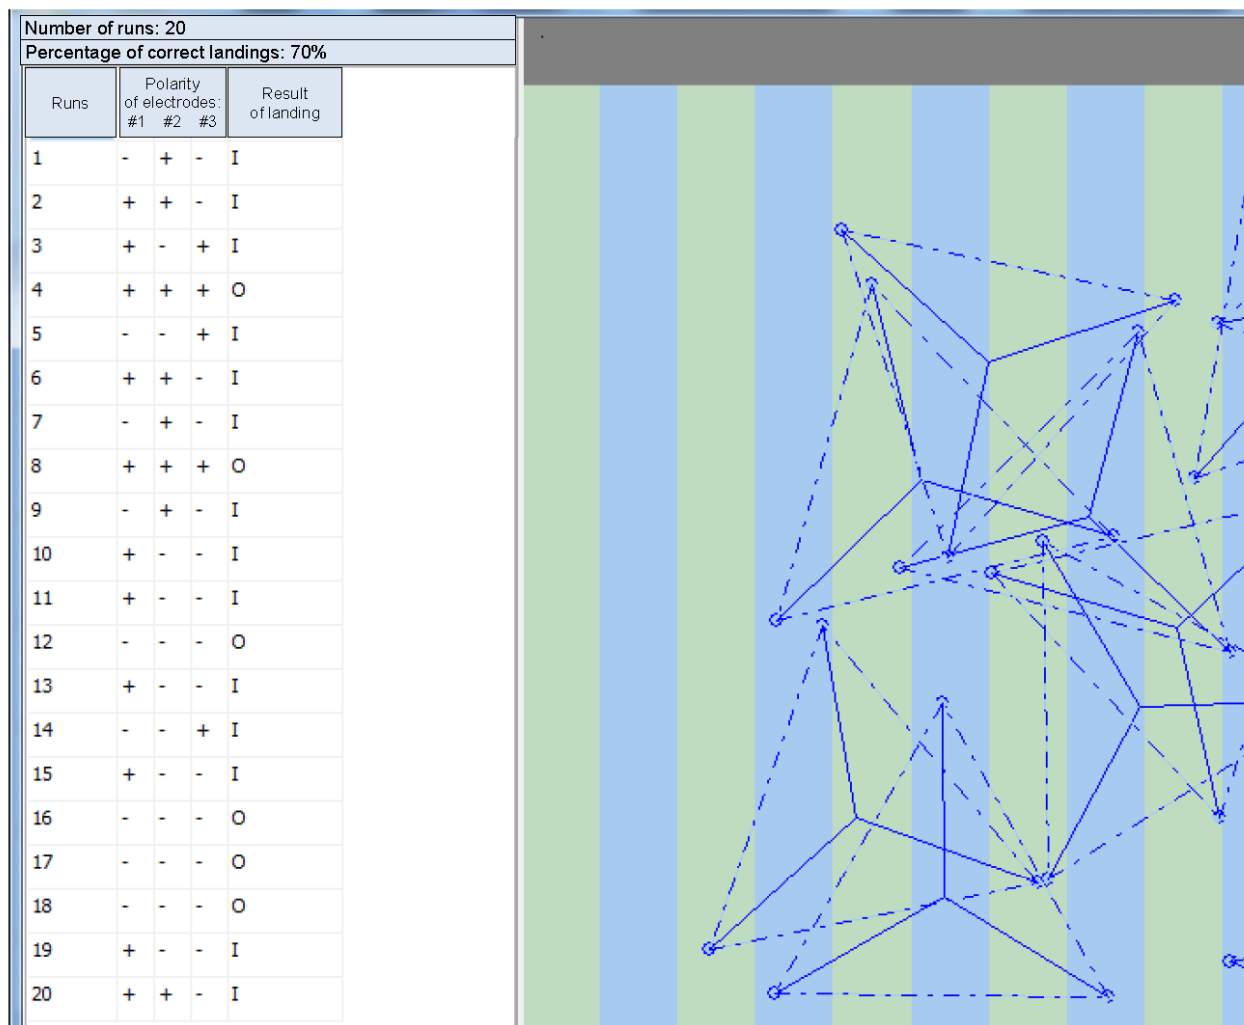 Number of runs: 20
Percentage of correct landings: 70%
Runs
Polarity
of electrodes:
#1 #2 #3
Result
of landing
1 - + - I
2 + + - I
3 + - + I
4 + + + O
5 - - + I
6 + + - I
7 - + - I
8 + + + O
9 - + - I
10 + - - I
11 + - - I
12 - - - O
13 + - - I
14 - - + I
15 + - - I
16 - - - O
17 - - - O
18 - - - O
19 + - - I
20 + + - I